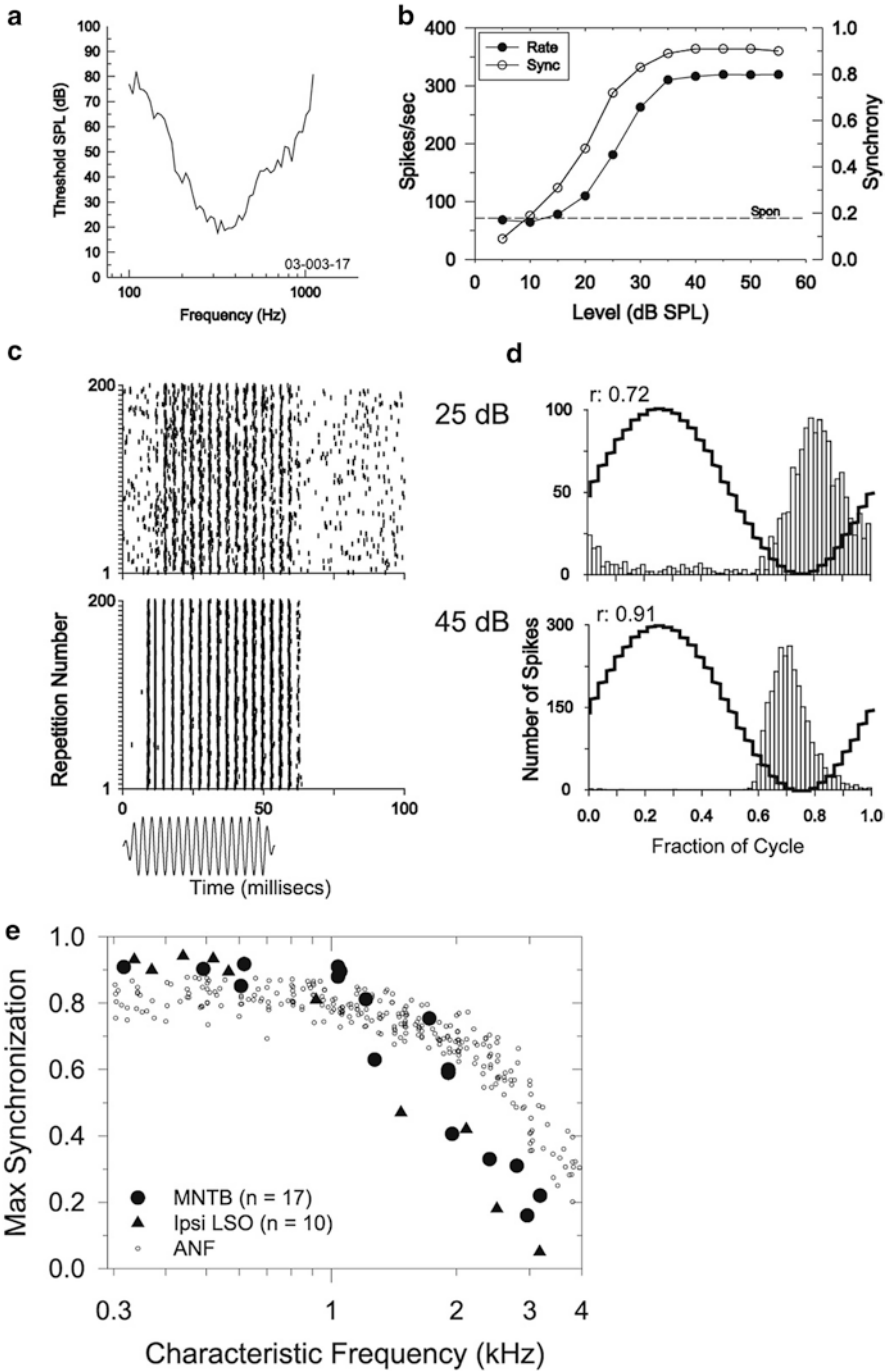 a
90
80
70
60
50
40
30
20
10
0
Threshold SPL (dB)
03-003-17
100
1000
Frequency (Hz)
b
400
300
200
100
0
Spikes/sec
Rate
Sync
Spon
1.0
0.8
0.6
0.4
0.2
0.0
Synchrony
0
10
20
30
40
50
60
Level (dB SPL)
c
200
1
200
1
Repetition Number
0
50
100
Time (millisecs)
d
25 dB
r: 0.72
100
50
0
45 dB
r: 0.91
300
150
0
Number of Spikes
0.0
0.2
0.4
0.6
0.8
1.0
Fraction of Cycle
e
1.0
0.8
0.6
0.4
0.2
0.0
Max Synchronization
MNTB (n = 17)
Ipsi LSO (n = 10)
ANF
0.3
1
2
3
4
Characteristic Frequency (kHz)